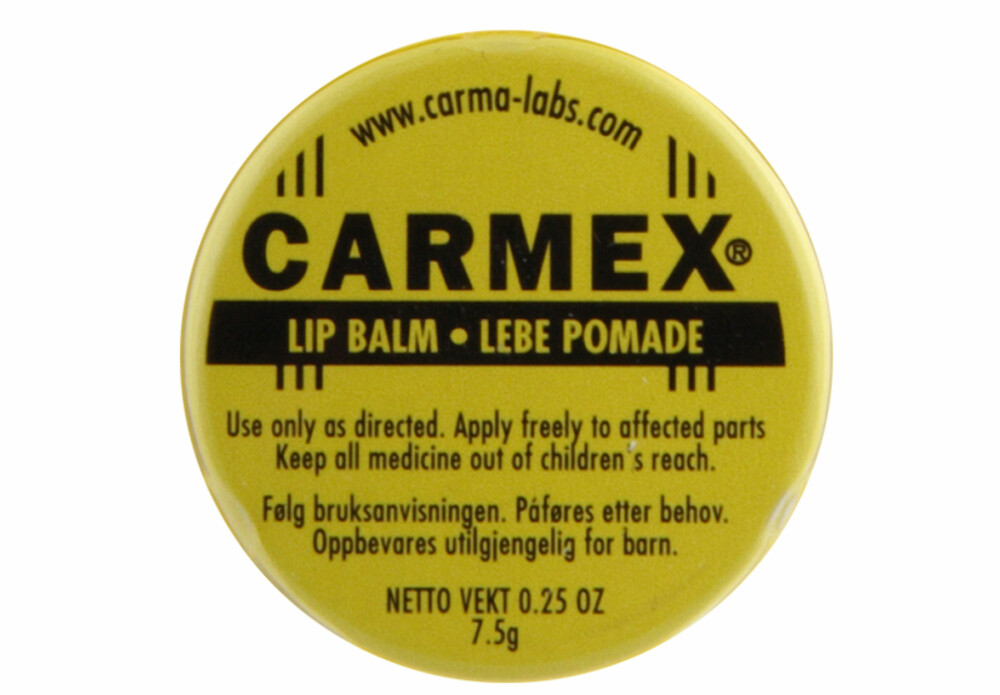 www.carma-labs.com
CARMEX®
LIP BALM • LEBE POMADE
Use only as directed. Apply freely to affected parts
Keep all medicine out of children's reach.
Følg bruksanvisningen. Påføres etter behov.
Oppbevares utilgjengelig for barn.
NETTO VEKT 0.25 OZ
7.5g